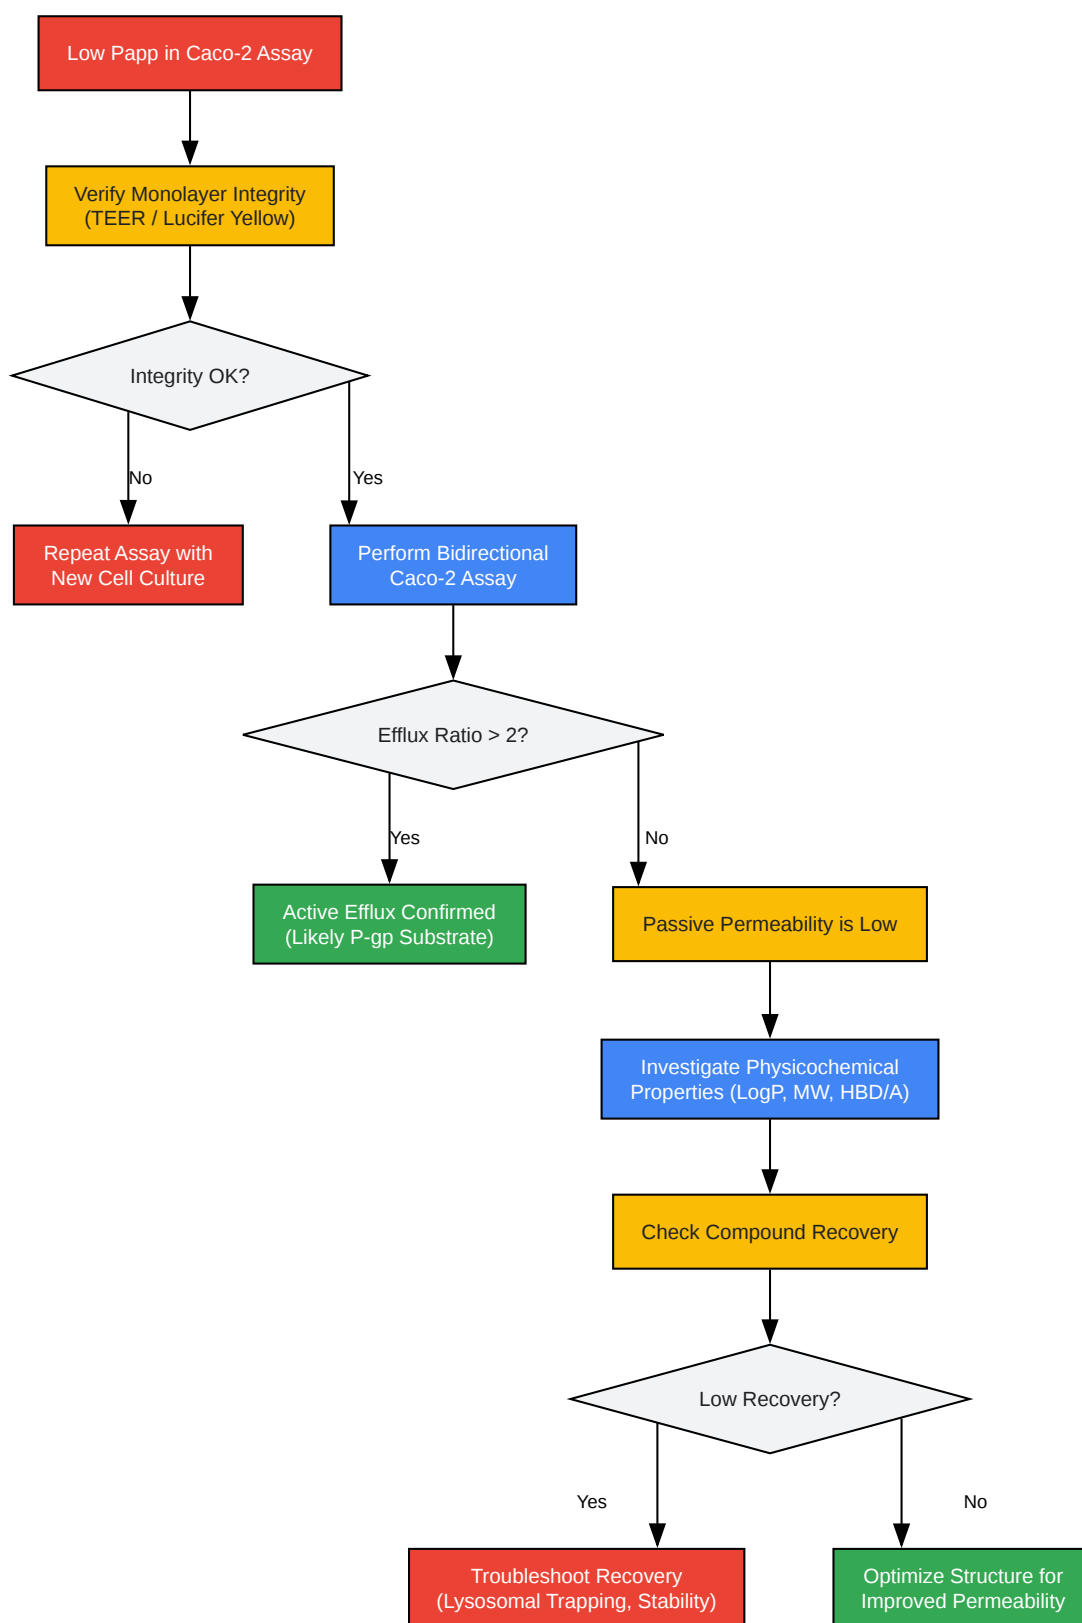 Low Papp in Caco-2 Assay
Verify Monolayer Integrity
(TEER / Lucifer Yellow)
Integrity OK?
No
Yes
Repeat Assay with
New Cell Culture
Perform Bidirectional
Caco-2 Assay
Efflux Ratio > 2?
Yes
No
Active Efflux Confirmed
(Likely P-gp Substrate)
Passive Permeability is Low
Investigate Physicochemical
Properties (LogP, MW, HBD/A)
Check Compound Recovery
Low Recovery?
Yes
No
Troubleshoot Recovery
(Lysosomal Trapping, Stability)
Optimize Structure for
Improved Permeability